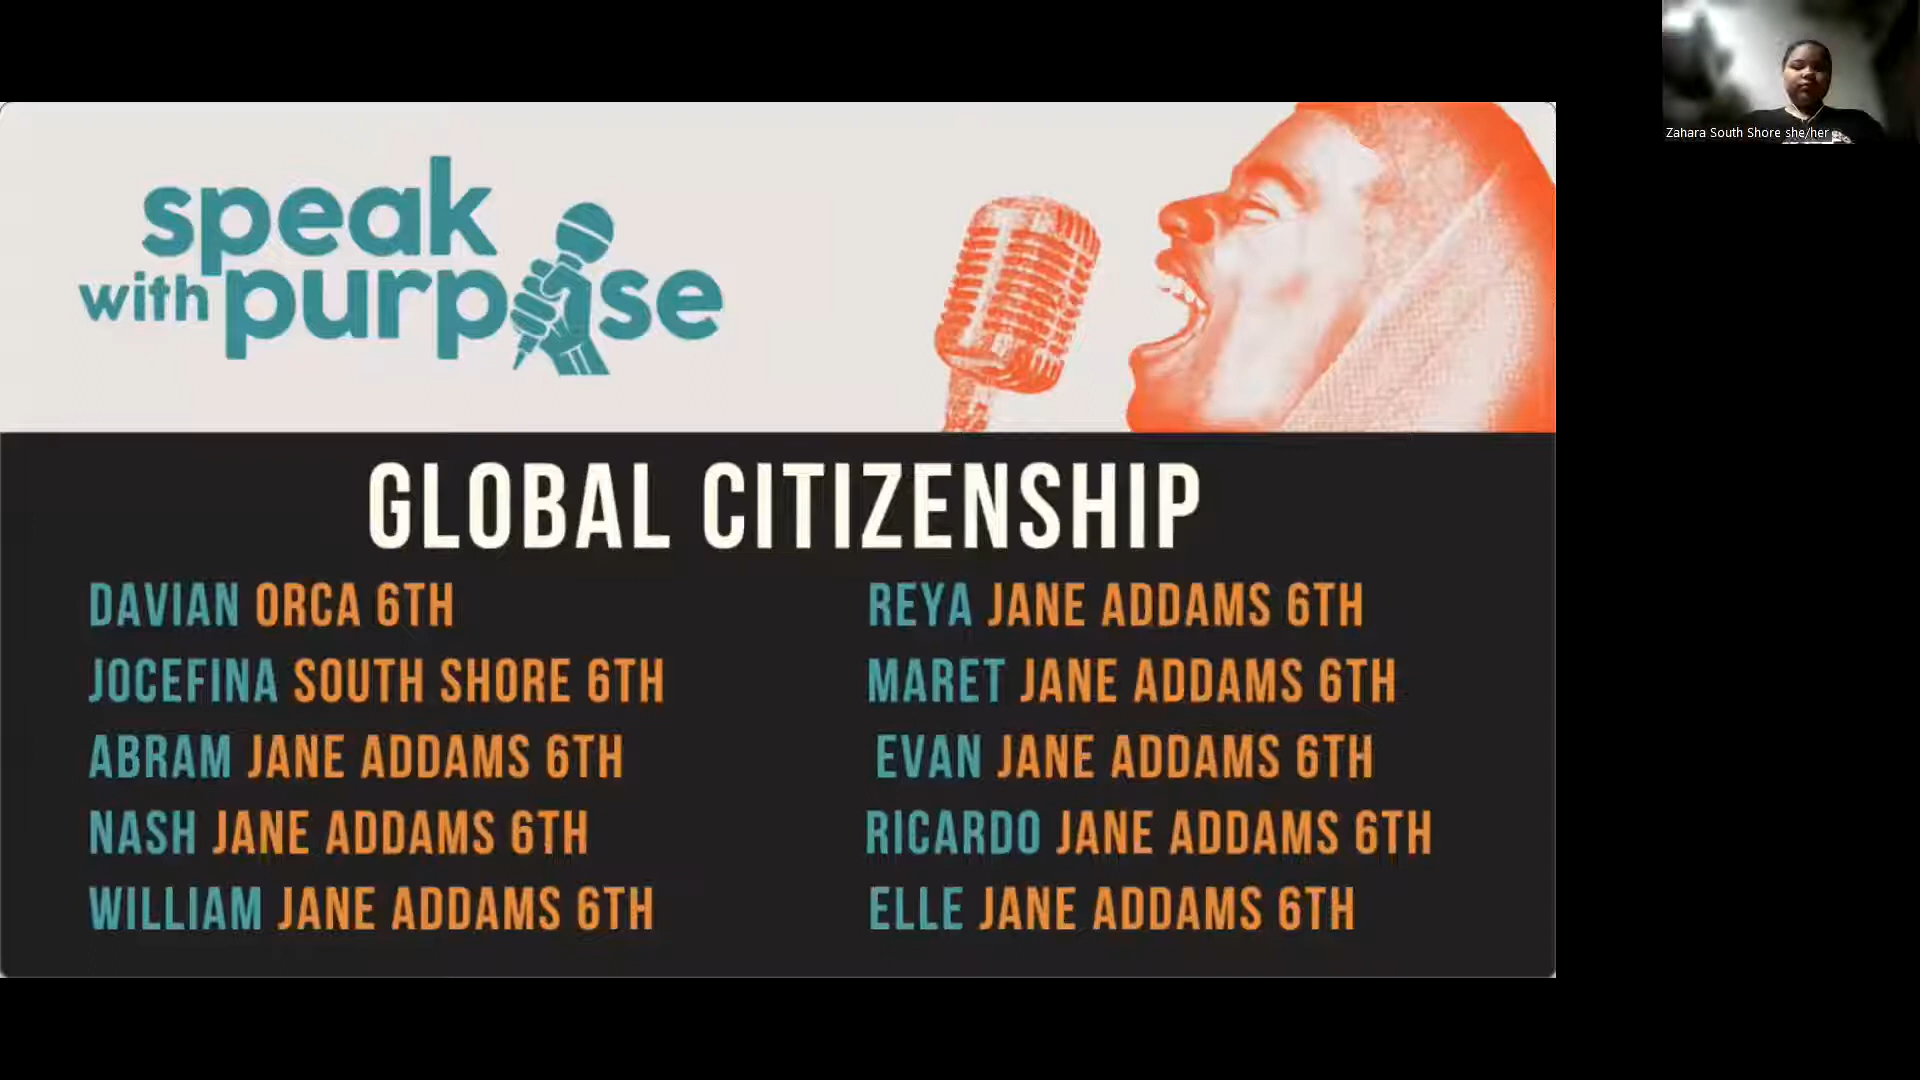 speak
with purpose
GLOBAL CITIZENSHIP
DAVIAN ORCA 6TH
JOCEFINA SOUTH SHORE 6TH
ABRAM JANE ADDAMS 6TH
NASH JANE ADDAMS 6TH
WILLIAM JANE ADDAMS 6TH
REYA JANE ADDAMS 6TH
MARET JANE ADDAMS 6TH
EVAN JANE ADDAMS 6TH
RICARDO JANE ADDAMS 6TH
ELLE JANE ADDAMS 6TH
Zahara South Shore she/her